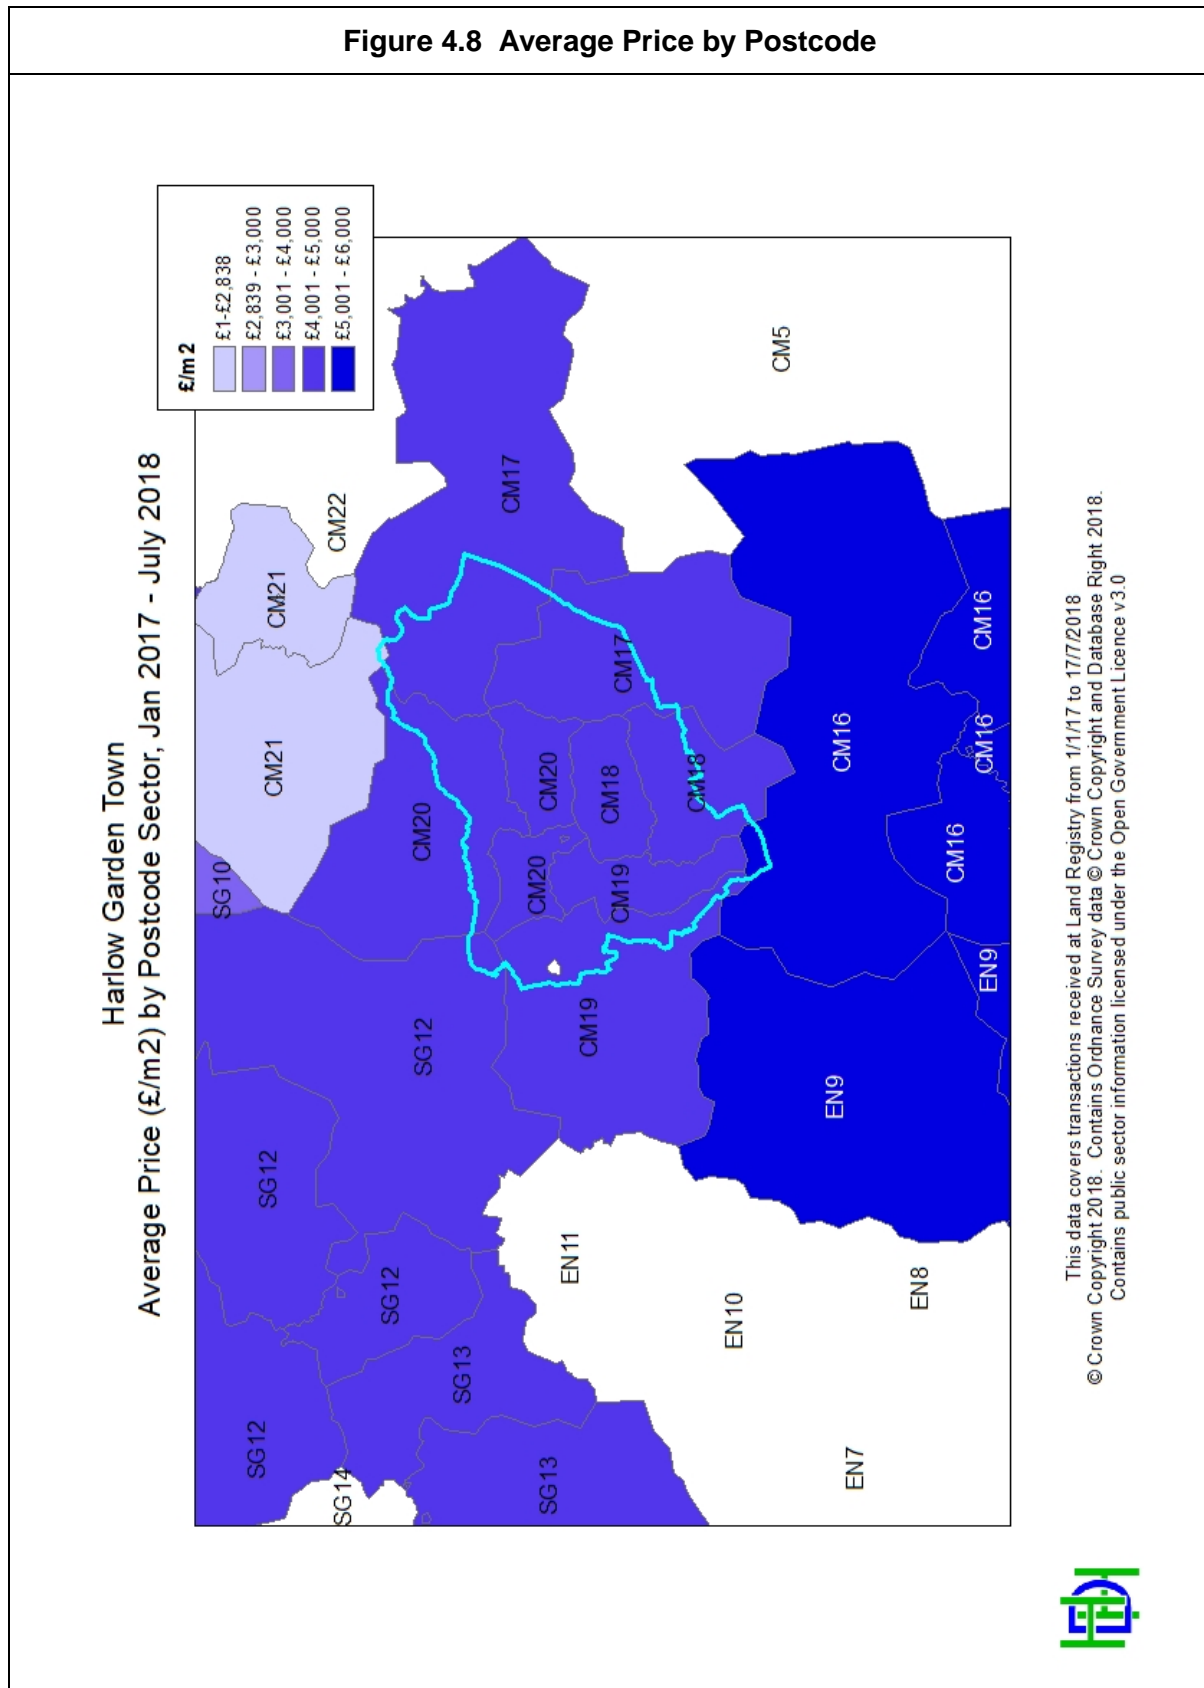 Figure 4.8 Average Price by Postcode
Harlow Garden Town
Average Price (£/m2) by Postcode Sector, Jan 2017 - July 2018
£/m 2
£1-£2,838
£2,839 - £3,000
£3,001 - £4,000
£4,001 - £5,000
£5,001 - £6,000
SG12
SG12
SG10
CM21
CM21
SG14
CM22
SG12
SG12
CM20
SG13
CM17
SG13
EN11
CM19
CM20
CM20
CM19
CM18
CM17
CM18
EN10
CM5
EN7
EN9
CM16
EN8
EN9
CM16
CM16
CM16
This data covers transactions received at Land Registry from 1/1/17 to 17/7/2018
© Crown Copyright 2018. Contains Ordnance Survey data © Crown Copyright and Database Right 2018.
Contains public sector information licensed under the Open Government Licence v3.0
HDH